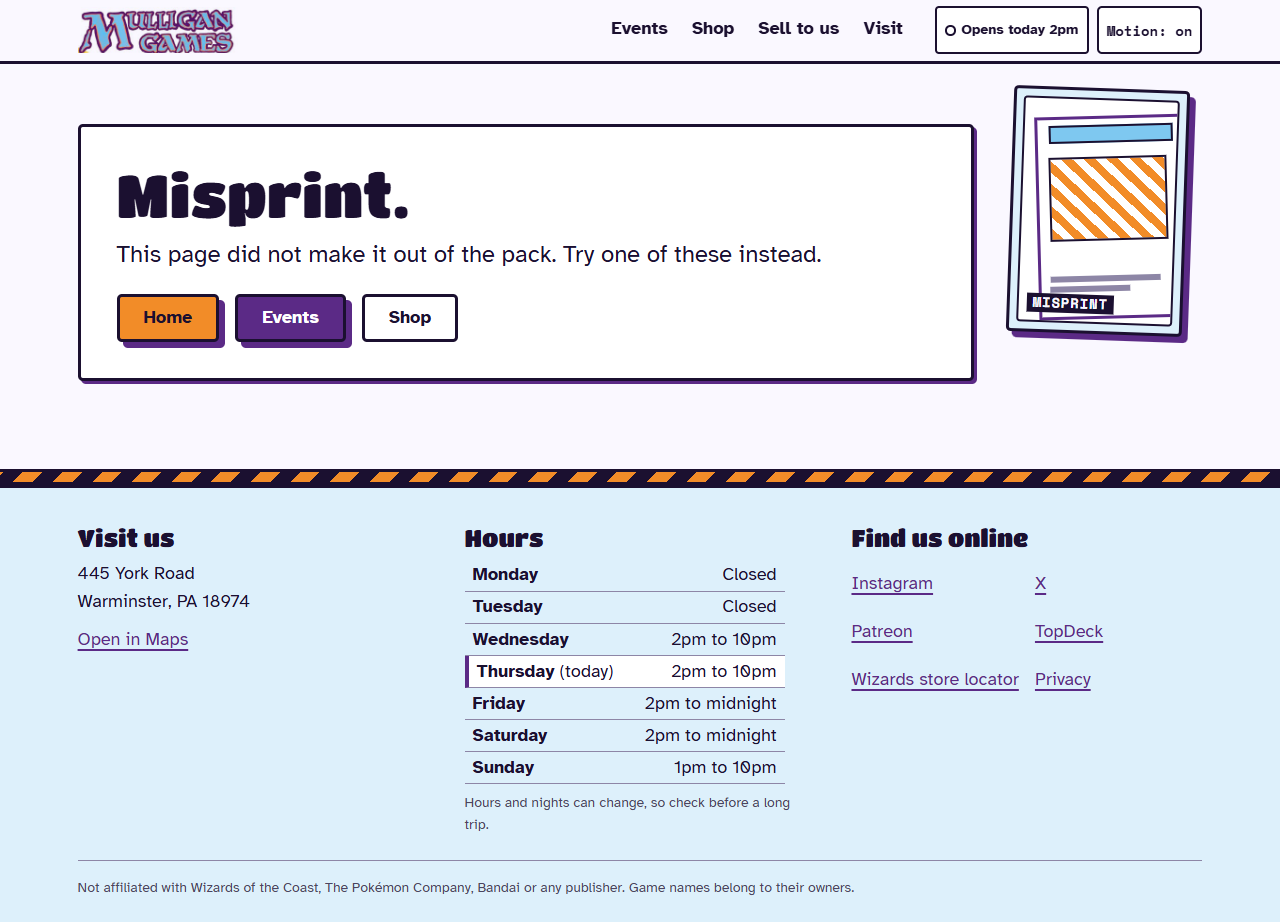 MULLIGAN GAMES
Events Shop Sell to us Visit Opens today 2pm Motion: on
Misprint.
This page did not make it out of the pack. Try one of these instead.
Home Events Shop
MISPRINT
Visit us
445 York Road
Warminster, PA 18974
Open in Maps
Hours
Monday Closed
Tuesday Closed
Wednesday 2pm to 10pm
Thursday (today) 2pm to 10pm
Friday 2pm to midnight
Saturday 2pm to midnight
Sunday 1pm to 10pm
Hours and nights can change, so check before a long
trip.
Find us online
Instagram X
Patreon TopDeck
Wizards store locator Privacy
Not affiliated with Wizards of the Coast, The Pokémon Company, Bandai or any publisher. Game names belong to their owners.